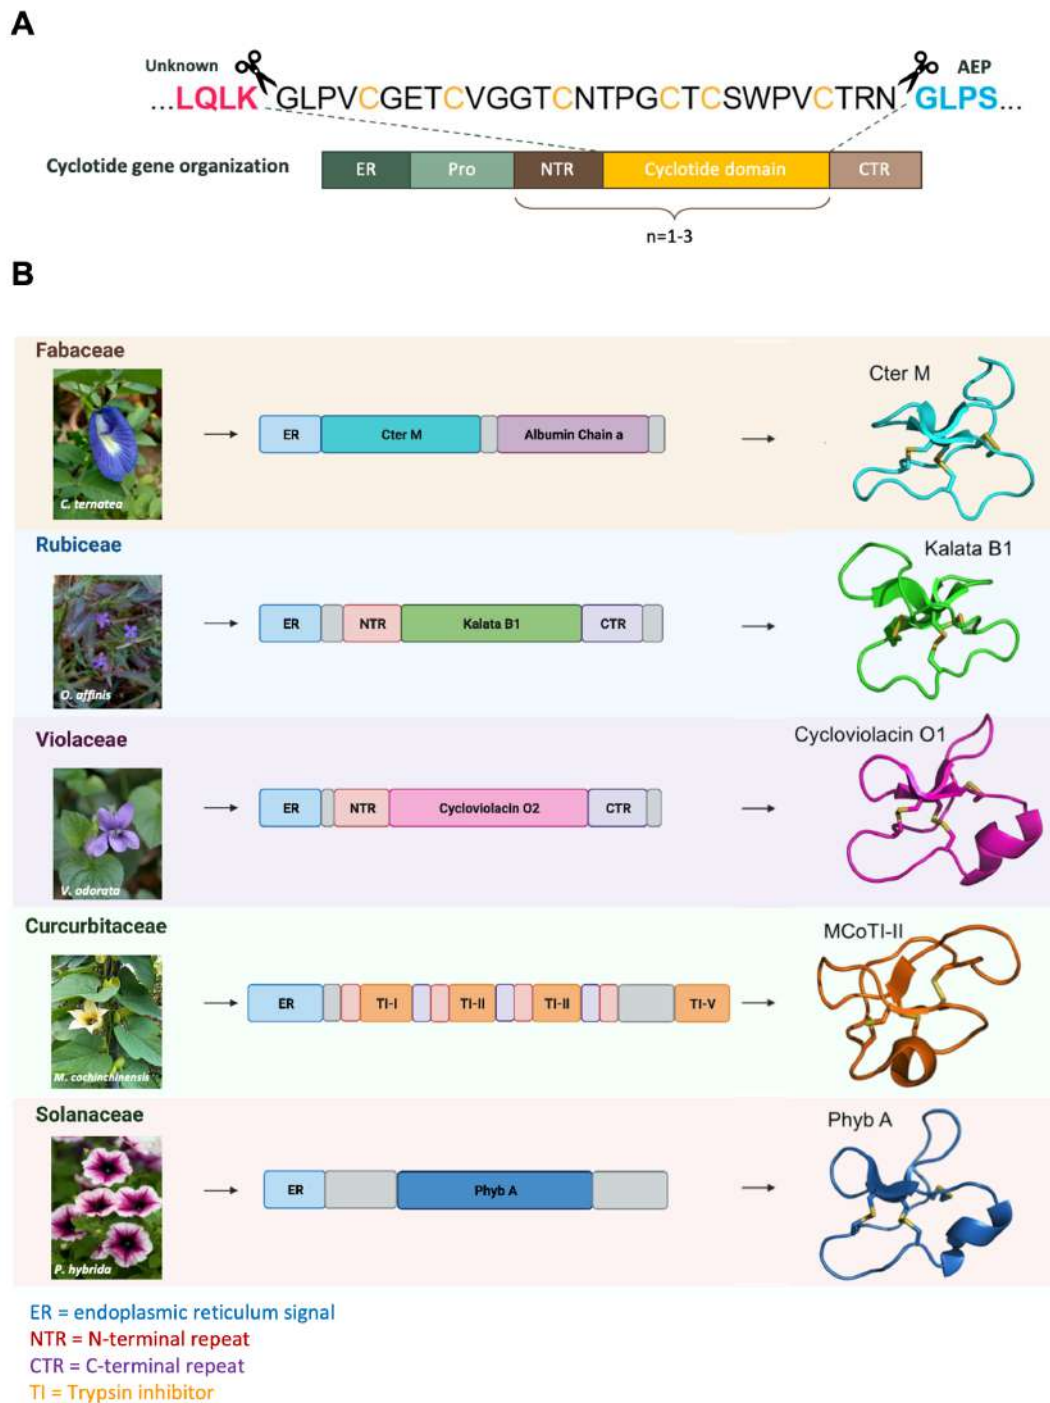 A
Unknown AEP
...LQLK GLPVCGETCVGGTCNTPGCTCSWPVCTRN GLPS...
Cyclotide gene organization ER Pro NTR Cyclotide domain CTR
n=1-3
B
Fabaceae
C. ternatea
ER Cter M Albumin Chain a
Cter M
Rubiceae
O. affinis
ER NTR Kalata B1 CTR
Kalata B1
Violaceae
V. odorata
ER NTR Cycloviolacin O2 CTR
Cycloviolacin O1
Curcurbitaceae
M. cochinchinensis
ER TI-I TI-II TI-II TI-V
MCoTI-II
Solanaceae
P. hybrida
ER Phyb A
Phyb A
ER = endoplasmic reticulum signal
NTR = N-terminal repeat
CTR = C-terminal repeat
TI = Trypsin inhibitor